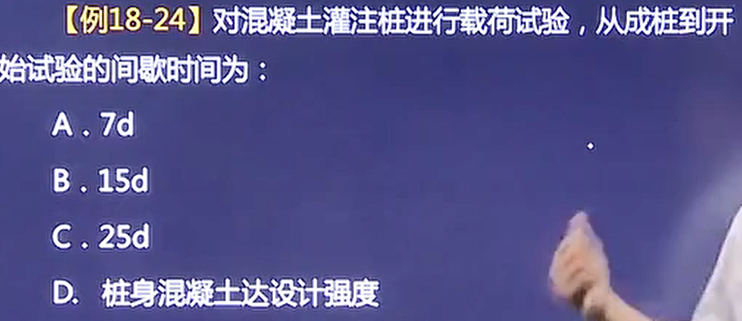 【例18-24】对混凝土灌注桩进行载荷试验，从成桩到开
始试验的间歇时间为：
A．7d
B．15d
C．25d
D. 桩身混凝土达设计强度